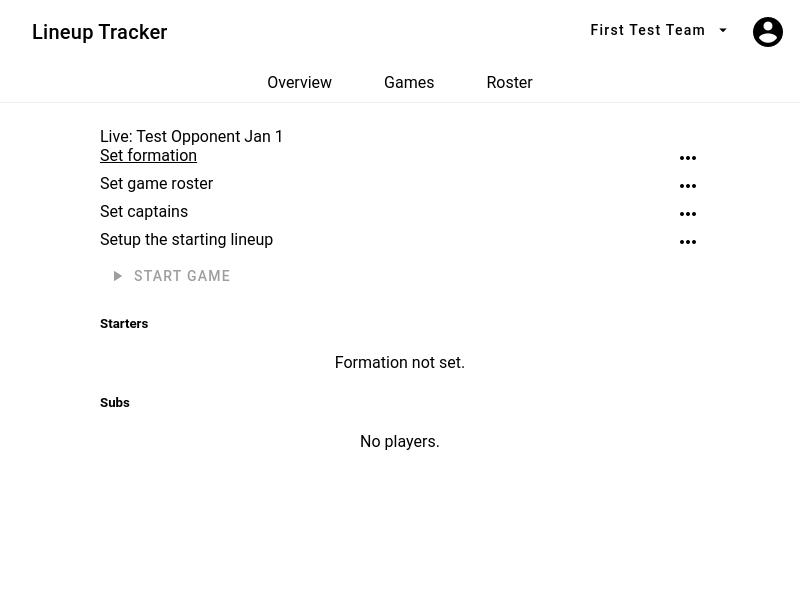 Lineup Tracker
First Test Team
Overview Games Roster
Live: Test Opponent Jan 1
Set formation
Set game roster
Set captains
Setup the starting lineup
START GAME
Starters
Formation not set.
Subs
No players.